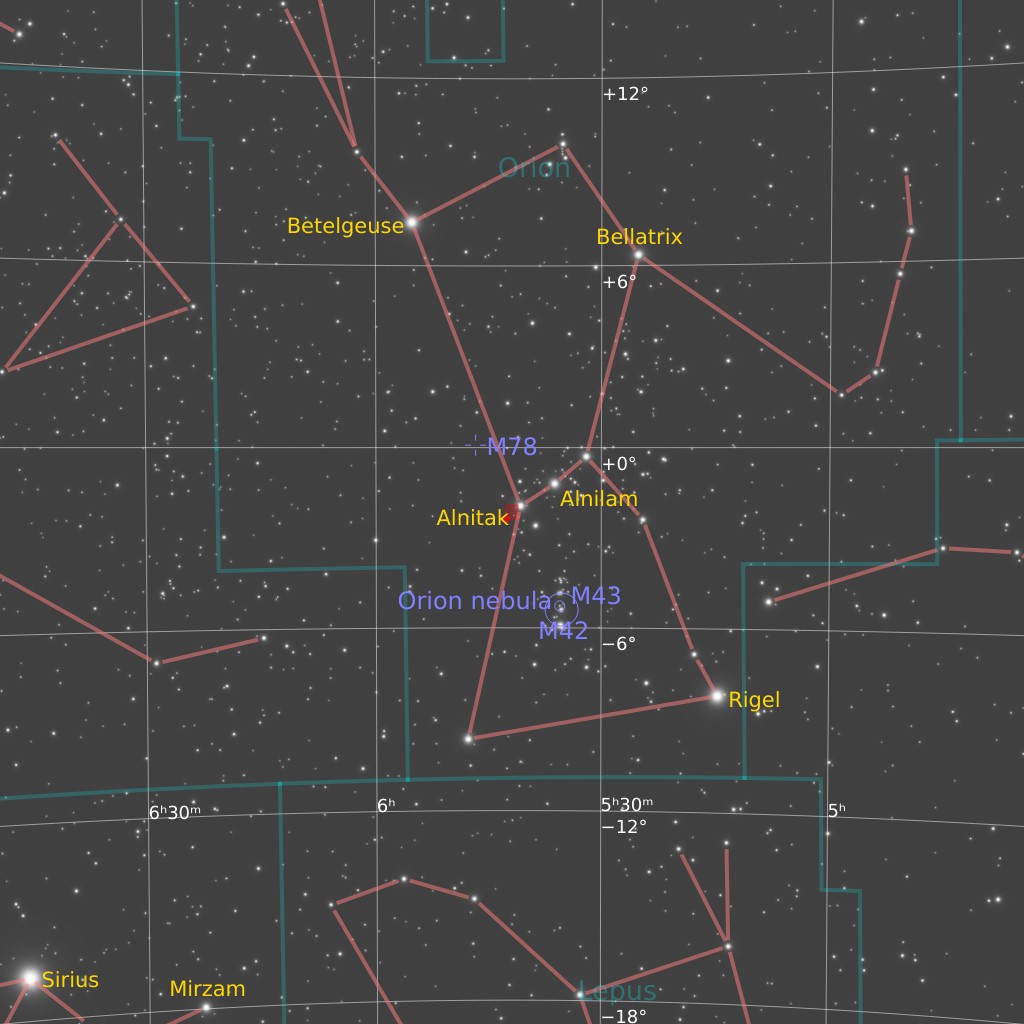 +12°
Orion
Betelgeuse
Bellatrix
+6°
M78
+0°
Alnilam
Alnitak
Orion nebula
M43
M42
−6°
Rigel
6ʰ30ᵐ
6ʰ
5ʰ30ᵐ
5ʰ
−12°
Sirius
Mirzam
Lepus
−18°